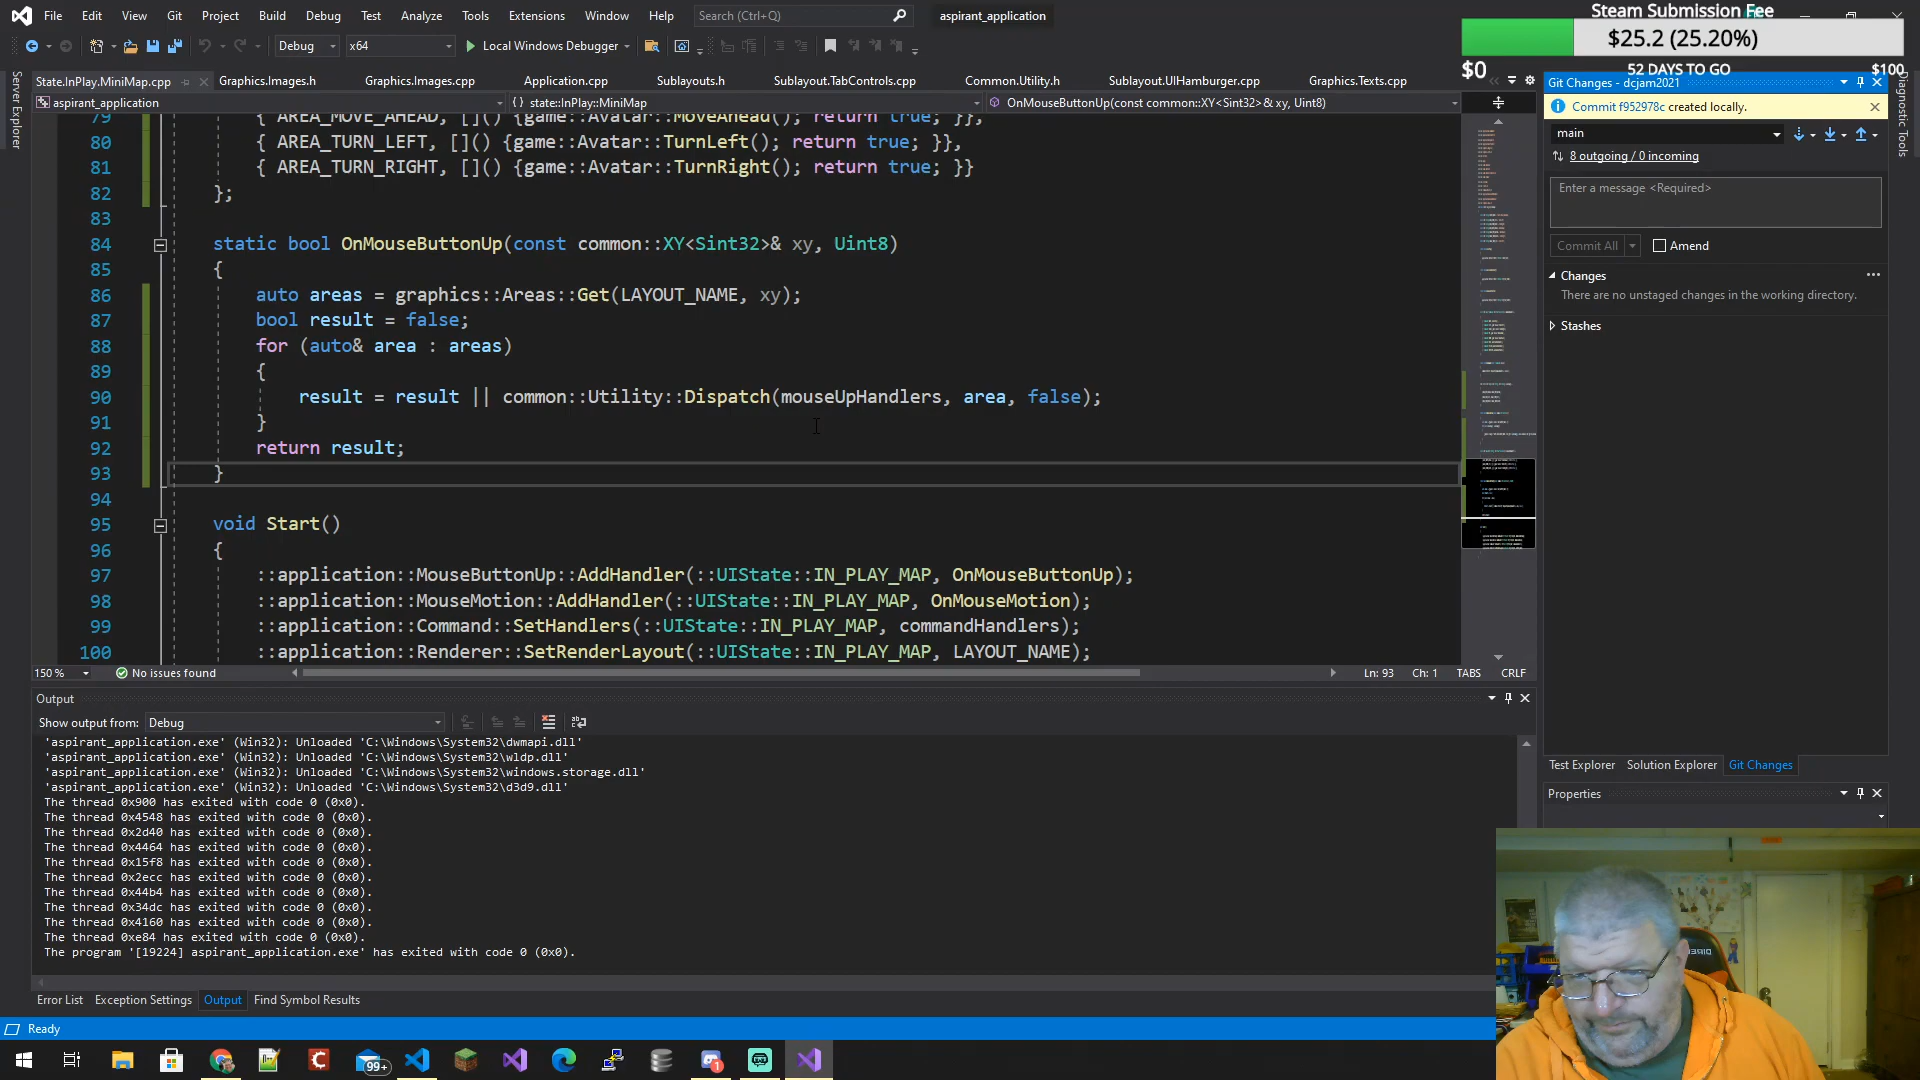 File Edit View Git Project Build Debug Test Analyze Tools Extensions Window Help Search (Ctrl+Q) aspirant_application
Steam Submission Fee
$25.2 (25.20%)
$0 52 DAYS TO GO $100
Debug x64 Local Windows Debugger
Server Explorer
State.InPlay.MiniMap.cpp Graphics.Images.h Graphics.Images.cpp Application.cpp Sublayouts.h Sublayout.TabControls.cpp Common.Utility.h Sublayout.UIHamburger.cpp Graphics.Texts.cpp
aspirant_application {} state::InPlay::MiniMap OnMouseButtonUp(const common::XY<Sint32>& xy, Uint8)
79 { AREA_MOVE_AHEAD, []() {game::Avatar::MoveAhead(); return true; }},
80 { AREA_TURN_LEFT, []() {game::Avatar::TurnLeft(); return true; }},
81 { AREA_TURN_RIGHT, []() {game::Avatar::TurnRight(); return true; }}
82 };
83
84 static bool OnMouseButtonUp(const common::XY<Sint32>& xy, Uint8)
85 {
86 auto areas = graphics::Areas::Get(LAYOUT_NAME, xy);
87 bool result = false;
88 for (auto& area : areas)
89 {
90 result = result || common::Utility::Dispatch(mouseUpHandlers, area, false);
91 }
92 return result;
93 }
94
95 void Start()
96 {
97 ::application::MouseButtonUp::AddHandler(::UIState::IN_PLAY_MAP, OnMouseButtonUp);
98 ::application::MouseMotion::AddHandler(::UIState::IN_PLAY_MAP, OnMouseMotion);
99 ::application::Command::SetHandlers(::UIState::IN_PLAY_MAP, commandHandlers);
100 ::application::Renderer::SetRenderLayout(::UIState::IN_PLAY_MAP, LAYOUT_NAME);
150 % No issues found Ln: 93 Ch: 1 TABS CRLF
Output
Show output from: Debug
'aspirant_application.exe' (Win32): Unloaded 'C:\Windows\System32\dwmapi.dll'
'aspirant_application.exe' (Win32): Unloaded 'C:\Windows\System32\wldp.dll'
'aspirant_application.exe' (Win32): Unloaded 'C:\Windows\System32\windows.storage.dll'
'aspirant_application.exe' (Win32): Unloaded 'C:\Windows\System32\d3d9.dll'
The thread 0x900 has exited with code 0 (0x0).
The thread 0x4548 has exited with code 0 (0x0).
The thread 0x2d40 has exited with code 0 (0x0).
The thread 0x4464 has exited with code 0 (0x0).
The thread 0x15f8 has exited with code 0 (0x0).
The thread 0x2ecc has exited with code 0 (0x0).
The thread 0x44b4 has exited with code 0 (0x0).
The thread 0x34dc has exited with code 0 (0x0).
The thread 0x4160 has exited with code 0 (0x0).
The thread 0xe84 has exited with code 0 (0x0).
The program '[19224] aspirant_application.exe' has exited with code 0 (0x0).
Error List Exception Settings Output Find Symbol Results
Ready
Git Changes - dcjam2021
Commit f952978c created locally.
main
8 outgoing / 0 incoming
Enter a message <Required>
Commit All Amend
Changes
There are no unstaged changes in the working directory.
Stashes
Test Explorer Solution Explorer Git Changes
Properties
Diagnostic Tools
99+
1